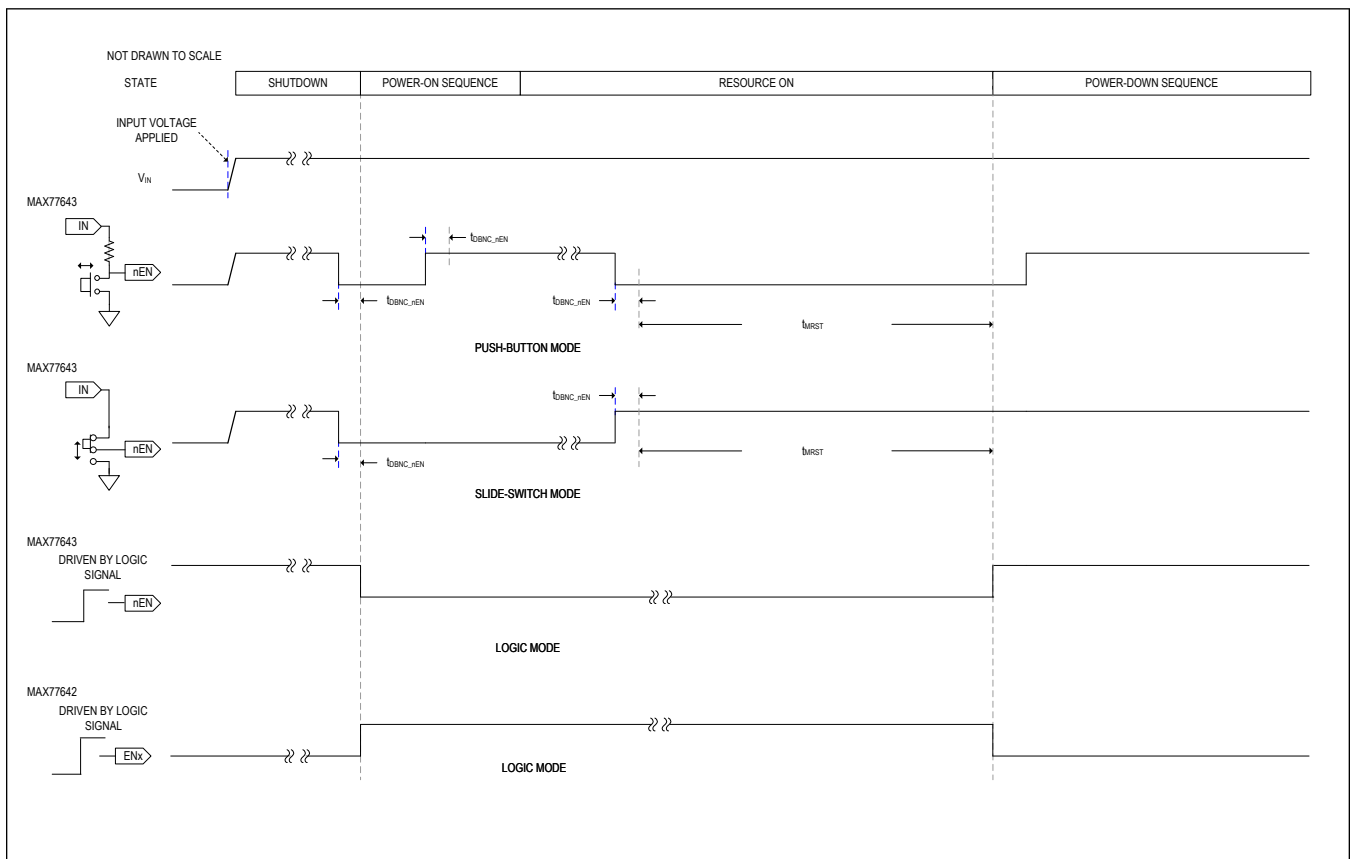 NOT DRAWN TO SCALE
STATE
SHUTDOWN
POWER-ON SEQUENCE
RESOURCE ON
POWER-DOWN SEQUENCE
INPUT VOLTAGE
APPLIED
VIN
MAX77643
IN
nEN
tDBNC_nEN
tDBNC_nEN
tDBNC_nEN
tMRST
PUSH-BUTTON MODE
MAX77643
IN
nEN
tDBNC_nEN
tDBNC_nEN
tMRST
SLIDE-SWITCH MODE
MAX77643
DRIVEN BY LOGIC
SIGNAL
nEN
LOGIC MODE
MAX77642
DRIVEN BY LOGIC
SIGNAL
ENx
LOGIC MODE